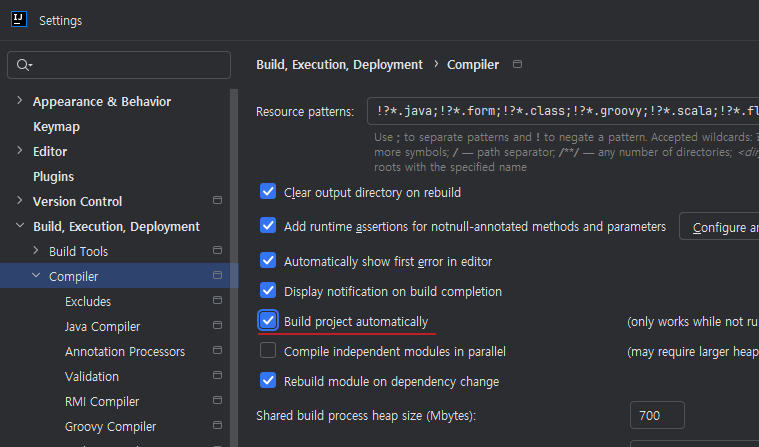 IJ
Settings
Build, Execution, Deployment › Compiler
Appearance & Behavior
Keymap
Editor
Plugins
Version Control
Build, Execution, Deployment
Build Tools
Compiler
Excludes
Java Compiler
Annotation Processors
Validation
RMI Compiler
Groovy Compiler
Resource patterns: !?*.java;!?*.form;!?*.class;!?*.groovy;!?*.scala;!?*.fl
Use ; to separate patterns and ! to negate a pattern. Accepted wildcards: ?
more symbols; / — path separator; /**/ — any number of directories; <dir
roots with the specified name
Clear output directory on rebuild
Add runtime assertions for notnull-annotated methods and parameters Configure an
Automatically show first error in editor
Display notification on build completion
Build project automatically (only works while not ru
Compile independent modules in parallel (may require larger heap
Rebuild module on dependency change
Shared build process heap size (Mbytes): 700